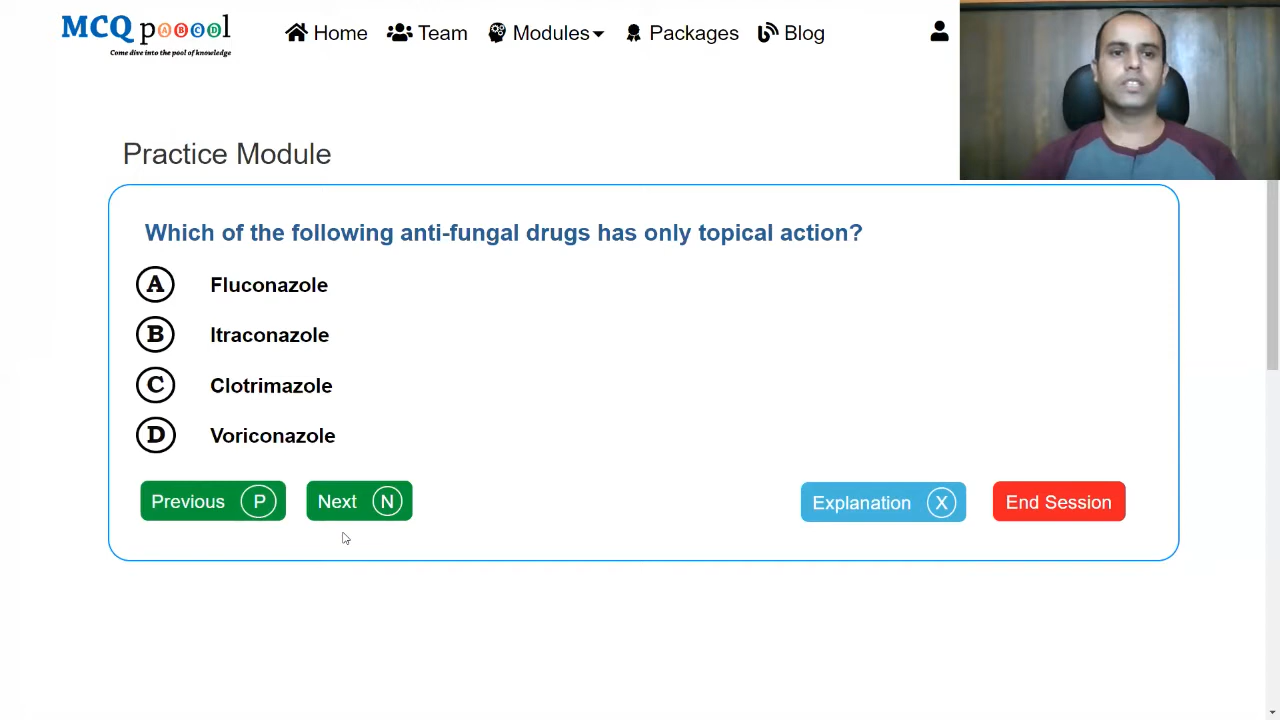 MCQ poool
A B C D
Come dive into the pool of knowledge
Home Team Modules Packages Blog
Practice Module
Which of the following anti-fungal drugs has only topical action?
A Fluconazole
B Itraconazole
C Clotrimazole
D Voriconazole
Previous P Next N Explanation X End Session